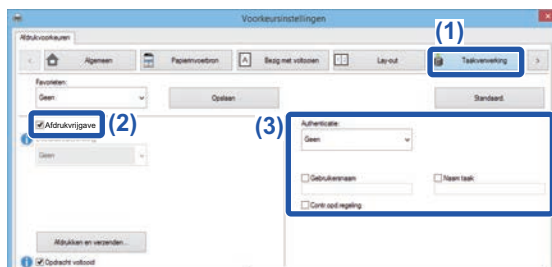 Voorkeursinstellingen
(1)
Afdrukvoorkeuren
Algemeen Papiervoerbron Bezig met voltooien Lay-out Taakverwerking
Favorieten:
Geen Opslaan Standaard.
Afdrukvrijgave (2)
(3) Authenticatie:
Geen
Geen
Gebruikersnaam Naam taak
Contr opd regeling
Afdrukken en verzenden...
Opdracht voltooid